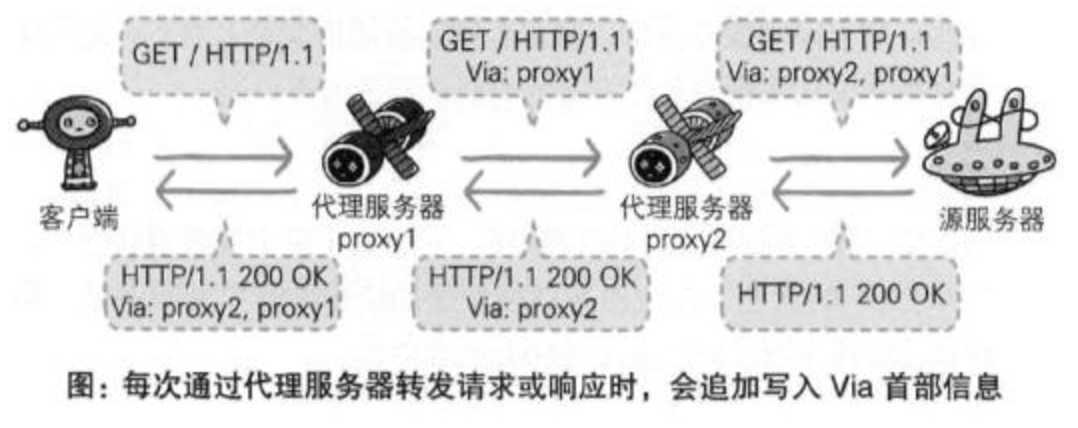 GET / HTTP/1.1
GET / HTTP/1.1
Via: proxy1
GET / HTTP/1.1
Via: proxy2, proxy1
客户端
代理服务器
proxy1
代理服务器
proxy2
源服务器
HTTP/1.1 200 OK
Via: proxy2, proxy1
HTTP/1.1 200 OK
Via: proxy2
HTTP/1.1 200 OK
图：每次通过代理服务器转发请求或响应时，会追加写入 Via 首部信息